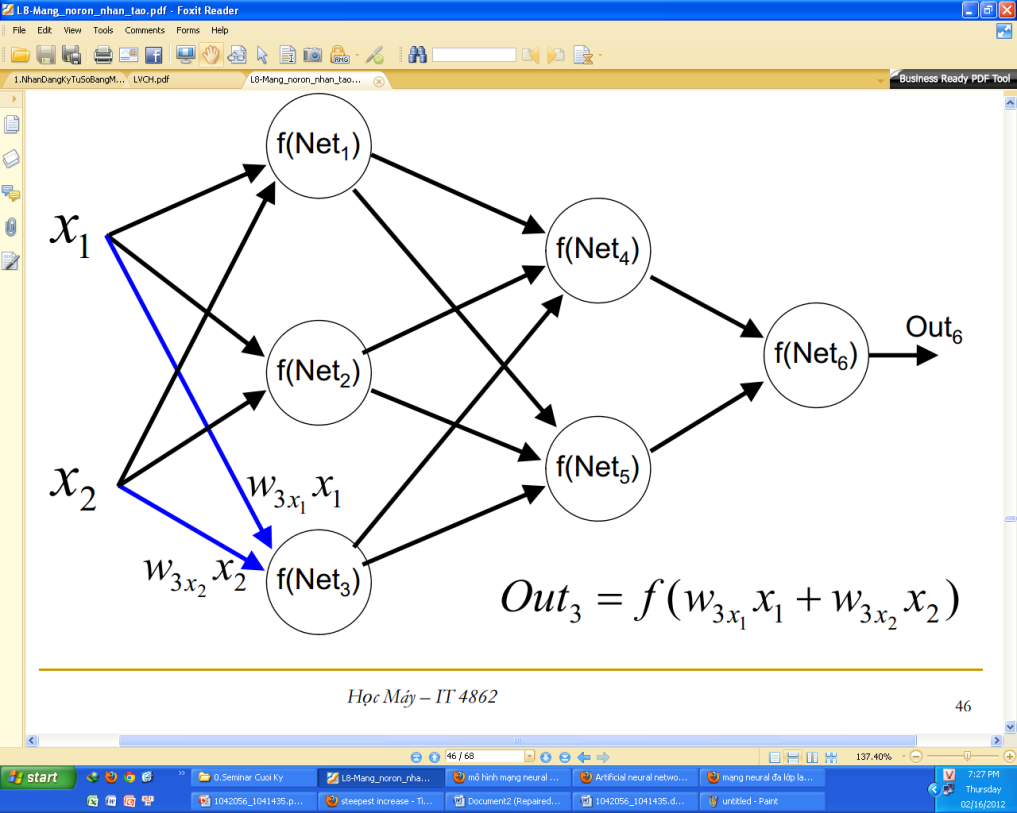 L8-Mang_noron_nhan_tao.pdf - Foxit Reader
File Edit View Tools Comments Forms Help
1.NhanDangKyTuSoBangM... LVCH.pdf L8-Mang_noron_nhan_tao... Business Ready PDF Tool
f(Net₁)
x₁
f(Net₄)
Out₆
f(Net₂)
f(Net₆)
x₂
w₃ₓ₁ x₁
f(Net₅)
w₃ₓ₂ x₂
f(Net₃)
Out₃ = f(w₃ₓ₁ x₁ + w₃ₓ₂ x₂)
Học Máy – IT 4862
46
46 / 68 137.40%
start 0.Seminar Cuoi Ky L8-Mang_noron_nha... mô hình mạng neural ... Artificial neural netwo... mạng neural đa lớp la... 7:27 PM
1042056_1041435.p... steepest increase - Tì... Document2 (Repaired... 1042056_1041435.d... untitled - Paint Thursday
02/16/2012